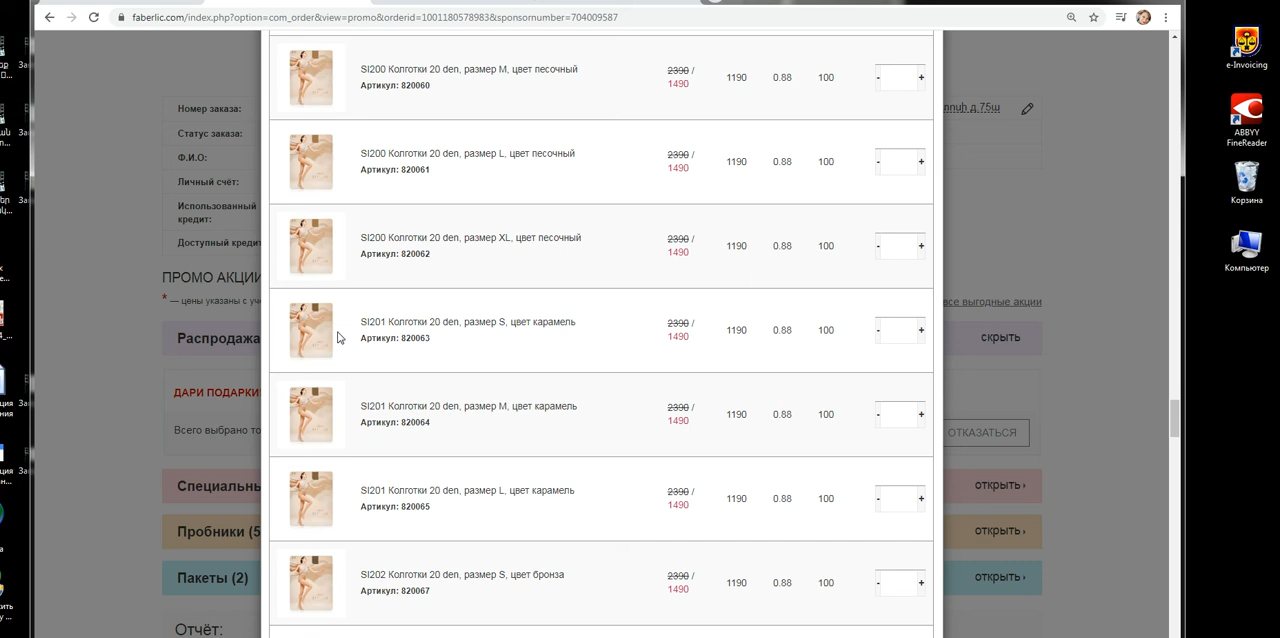 faberlic.com/index.php?option=com_order&view=promo&orderid=1001180578983&sponsornumber=704009587
e-Invoicing
ABBYY
FineReader
Корзина
Компьютер
Номер заказа:
Статус заказа:
Ф.И.О:
Личный счёт:
Использованный
кредит:
Доступный кредит
д.75ш
ПРОМО АКЦИИ
* — цены указаны с уч
все выгодные акции
Распродажа
скрыть
ДАРИ ПОДАРКИ
Всего выбрано то
ОТКАЗАТЬСЯ
Специальн
открыть ›
Пробники (5
открыть ›
Пакеты (2)
открыть ›
Отчёт:
SI200 Колготки 20 den, размер M, цвет песочный
Артикул: 820060
2390 /
1490
1190 0.88 100 - +
SI200 Колготки 20 den, размер L, цвет песочный
Артикул: 820061
2390 /
1490
1190 0.88 100 - +
SI200 Колготки 20 den, размер XL, цвет песочный
Артикул: 820062
2390 /
1490
1190 0.88 100 - +
SI201 Колготки 20 den, размер S, цвет карамель
Артикул: 820063
2390 /
1490
1190 0.88 100 - +
SI201 Колготки 20 den, размер M, цвет карамель
Артикул: 820064
2390 /
1490
1190 0.88 100 - +
SI201 Колготки 20 den, размер L, цвет карамель
Артикул: 820065
2390 /
1490
1190 0.88 100 - +
SI202 Колготки 20 den, размер S, цвет бронза
Артикул: 820067
2390 /
1490
1190 0.88 100 - +